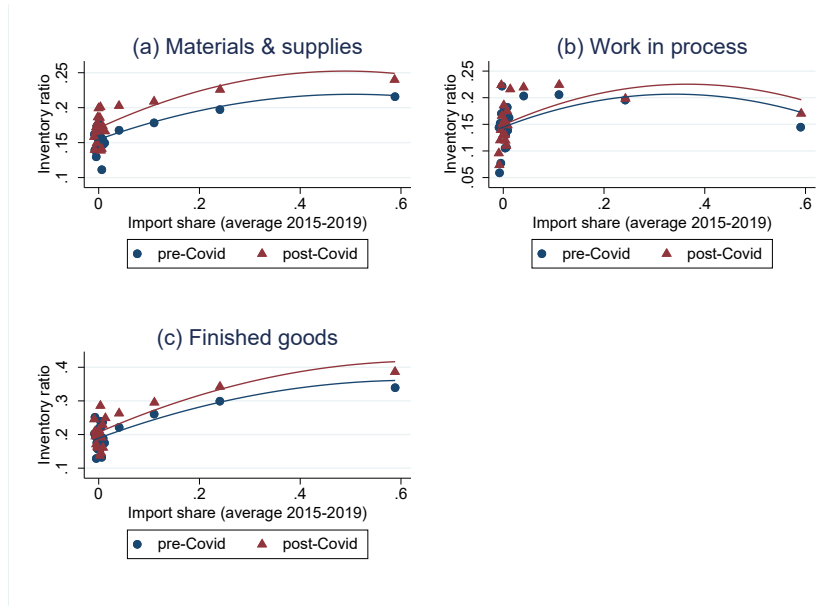 (a) Materials & supplies
Inventory ratio
.25
.2
.15
.1
0
.2
.4
.6
Import share (average 2015-2019)
pre-Covid
post-Covid
(b) Work in process
Inventory ratio
.25
.2
.15
.1
.05
0
.2
.4
.6
Import share (average 2015-2019)
pre-Covid
post-Covid
(c) Finished goods
Inventory ratio
.4
.3
.2
.1
0
.2
.4
.6
Import share (average 2015-2019)
pre-Covid
post-Covid